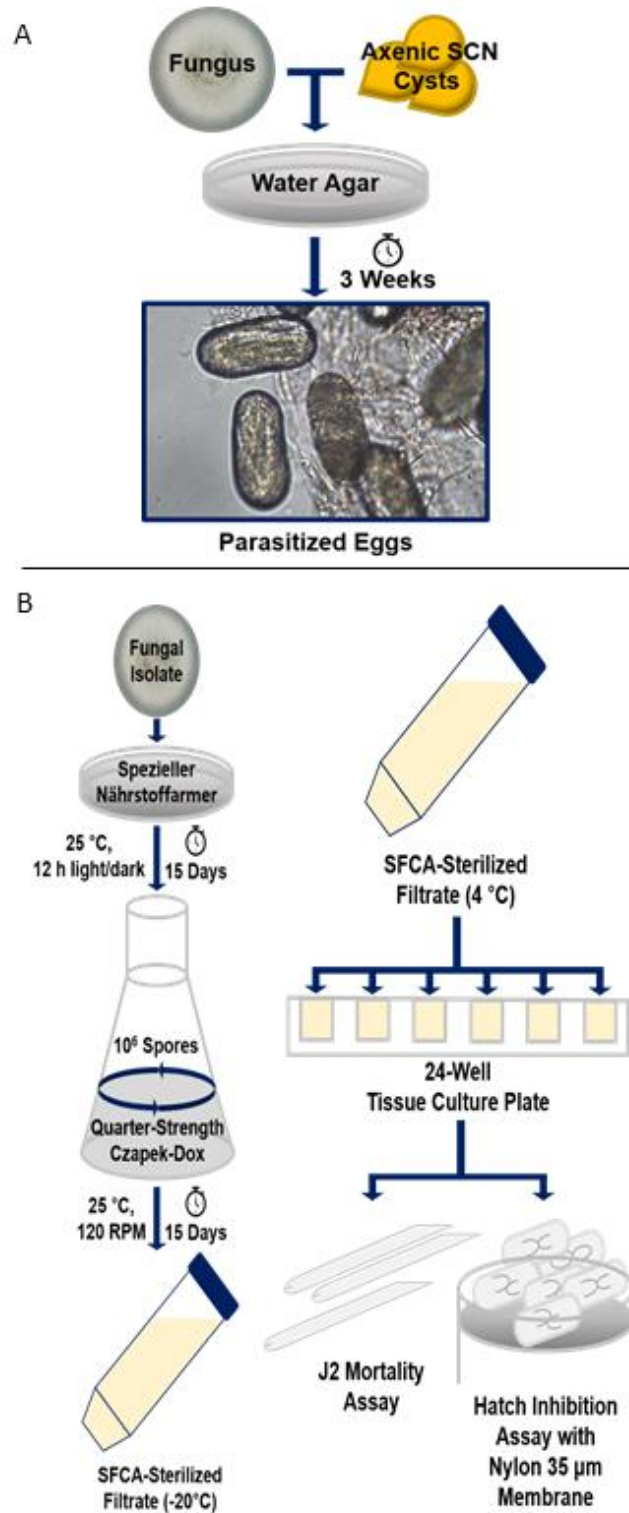 A
Fungus
Axenic SCN
Cysts
Water Agar
3 Weeks
Parasitized Eggs
B
Fungal
Isolate
Spezieller
Nährstoffarmer
25 °C,
12 h light/dark
15 Days
10⁶ Spores
Quarter-Strength
Czapek-Dox
25 °C,
120 RPM
15 Days
SFCA-Sterilized
Filtrate (-20°C)
SFCA-Sterilized
Filtrate (4 °C)
24-Well
Tissue Culture Plate
J2 Mortality
Assay
Hatch Inhibition
Assay with
Nylon 35 µm
Membrane